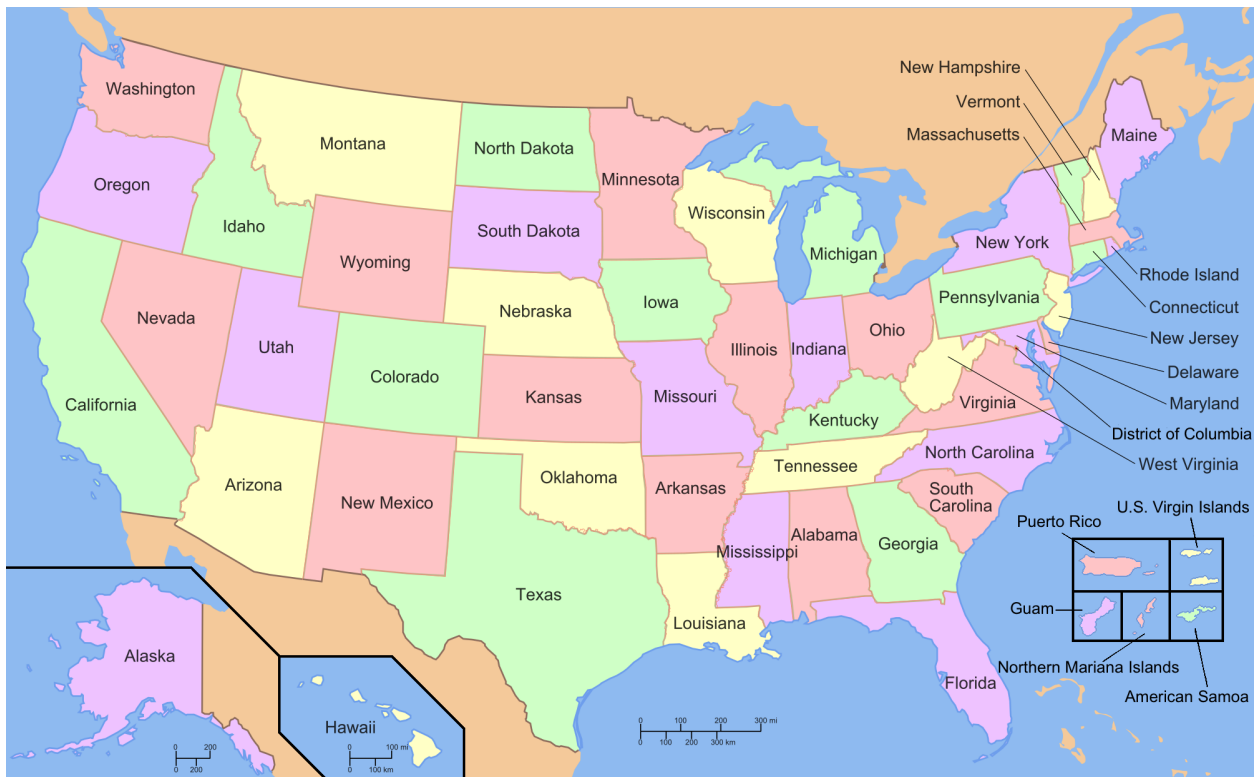 New Hampshire
Washington
Vermont
Massachusetts
Maine
Montana
North Dakota
Minnesota
Oregon
Wisconsin
Idaho
South Dakota
New York
Michigan
Wyoming
Rhode Island
Nebraska
Iowa
Pennsylvania
Connecticut
Nevada
Ohio
New Jersey
Utah
Illinois
Indiana
Colorado
Delaware
California
Kansas
Missouri
Virginia
Maryland
Kentucky
District of Columbia
North Carolina
Tennessee
West Virginia
Arizona
Oklahoma
Arkansas
South
Carolina
New Mexico
U.S. Virgin Islands
Puerto Rico
Alabama
Georgia
Mississippi
Texas
Guam
Louisiana
Alaska
Northern Mariana Islands
Florida
American Samoa
Hawaii
0 100 200 300 mi
0 100 200 300 km
0 200
0 200
0 100 mi
0 100 km